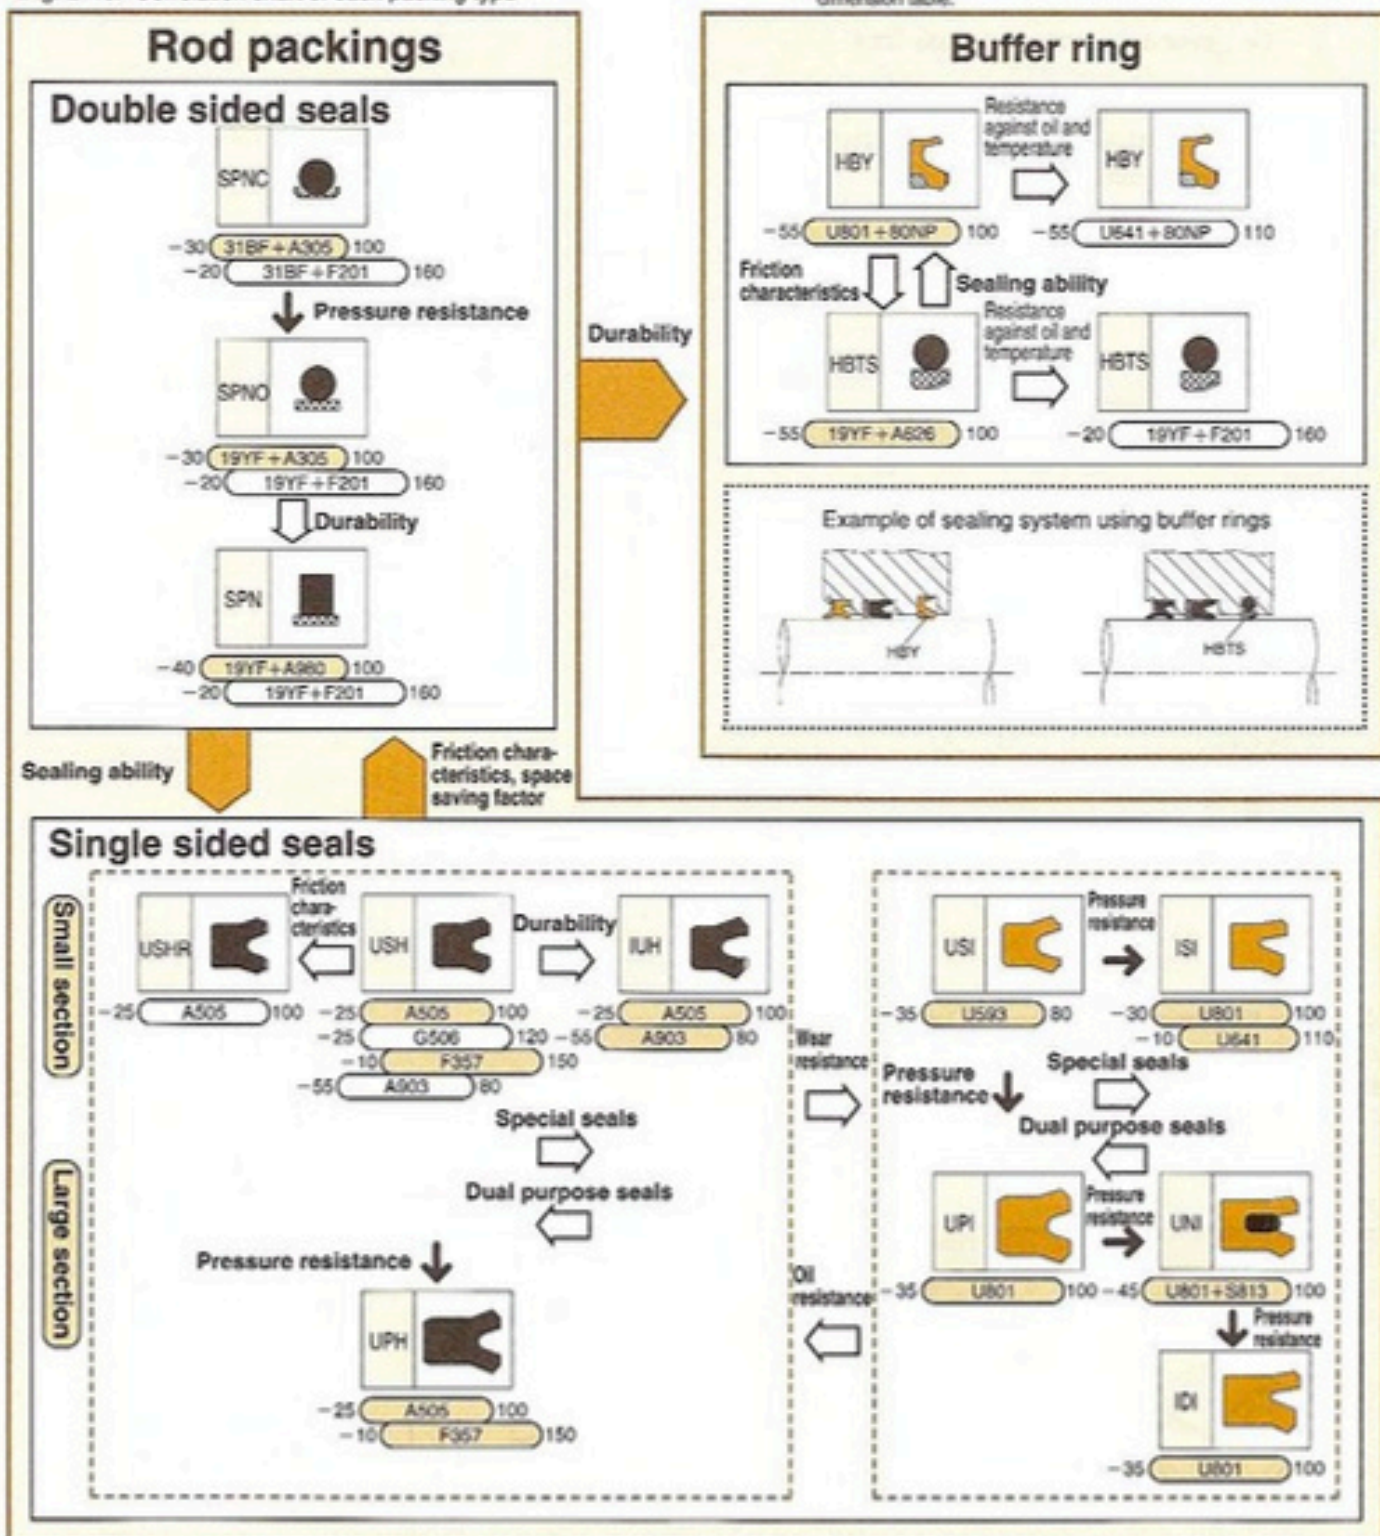 dimension table.
Rod packings
Double sided seals
SPNC
-30 31BF+A305 100
-20 31BF+F201 160
Pressure resistance
SPNO
-30 19YF+A305 100
-20 19YF+F201 160
Durability
SPN
-40 19YF+A980 100
-20 19YF+F201 160
Durability
Buffer ring
HBY
Resistance
against oil and
temperature
HBY
-55 U801+80NP 100
-55 U641+80NP 110
Friction
characteristics
Sealing ability
HBTS
Resistance
against oil and
temperature
HBTS
-55 19YF+A626 100
-20 19YF+F201 160
Example of sealing system using buffer rings
HBY
HBTS
Sealing ability
Friction chara-
cteristics, space
saving factor
Single sided seals
Small section
USHR
Friction
chara-
cteristics
USH
Durability
IUH
-25 A505 100
-25 A505 100
-25 G506 120
-10 F357 150
-55 A903 80
-25 A505 100
-55 A903 80
Special seals
Dual purpose seals
Large section
Pressure resistance
UPH
-25 A505 100
-10 F357 150
Wear
resistance
Oil
resistance
USI
Pressure
resistance
ISI
-35 U593 80
-30 U801 100
-10 U641 110
Pressure
resistance
Special seals
Dual purpose seals
UPI
Pressure
resistance
UNI
-35 U801 100
-45 U801+S813 100
Pressure
resistance
IDI
-35 U801 100